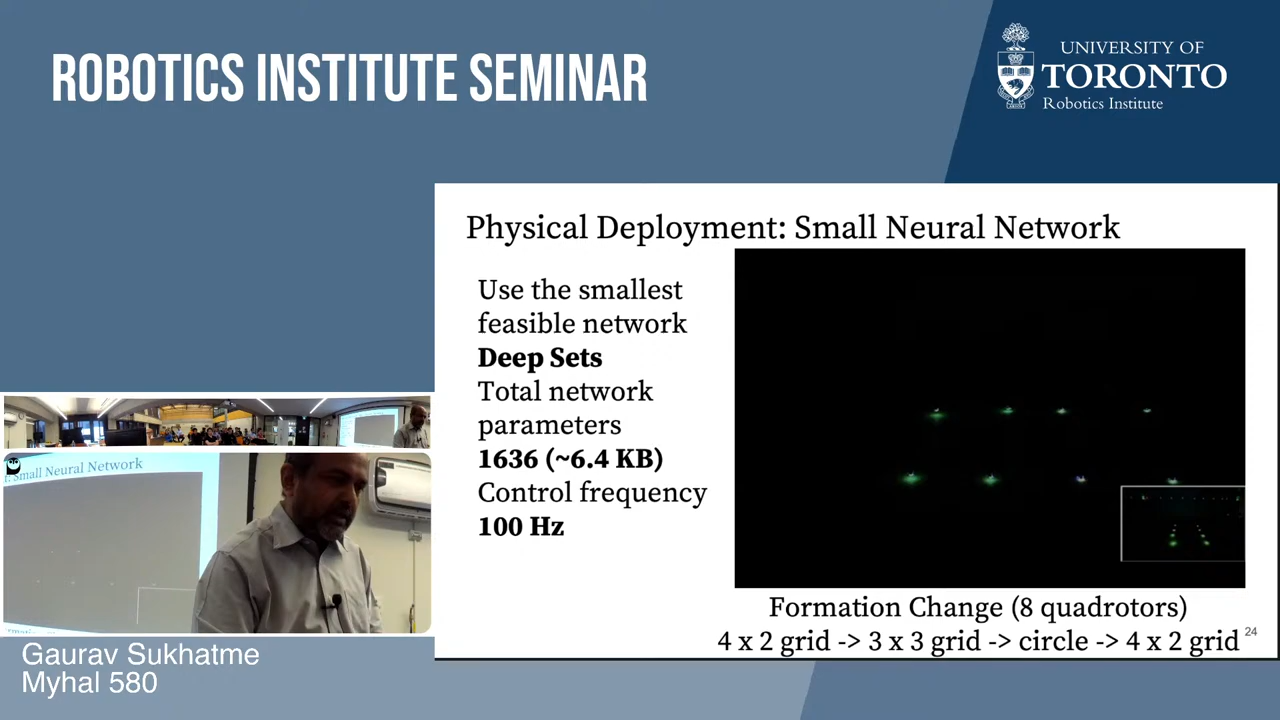 ROBOTICS INSTITUTE SEMINAR
UNIVERSITY OF
TORONTO
Robotics Institute
Physical Deployment: Small Neural Network
Use the smallest
feasible network
Deep Sets
Total network
parameters
1636 (~6.4 KB)
Control frequency
100 Hz
Formation Change (8 quadrotors)
4 x 2 grid -> 3 x 3 grid -> circle -> 4 x 2 grid
24
: Small Neural Network
Gaurav Sukhatme
Myhal 580